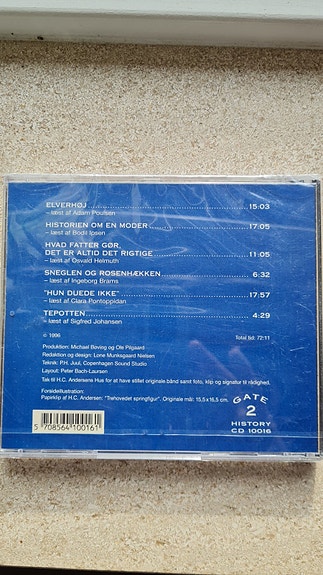 ELVERHØJ 15:03
– læst af Adam Poulsen
HISTORIEN OM EN MODER 17:05
– læst af Bodil Ipsen
HVAD FATTER GØR,
DET ER ALTID DET RIGTIGE 11:05
– læst af Osvald Helmuth
SNEGLEN OG ROSENHÆKKEN 6:32
– læst af Ingeborg Brams
"HUN DUEDE IKKE" 17:57
– læst af Clara Pontoppidan
TEPOTTEN 4:29
– læst af Sigfred Johansen
℗ 1996
Total tid: 72:11
Produktion: Michael Bøving og Ole Piilgaard
Redaktion og design: Lone Munksgaard Nielsen
Teknik: P.H. Juul, Copenhagen Sound Studio
Layout: Peter Bach-Laursen
Tak til H.C. Andersens Hus for at have stillet originale bånd samt foto, klip og signatur til rådighed.
Forsideillustration:
Papirklip af H.C. Andersen: "Trehovedet springfigur". Originale mål: 15,5 x 16,5 cm.
GATE
2
HISTORY
CD 10016
5 708564 100161